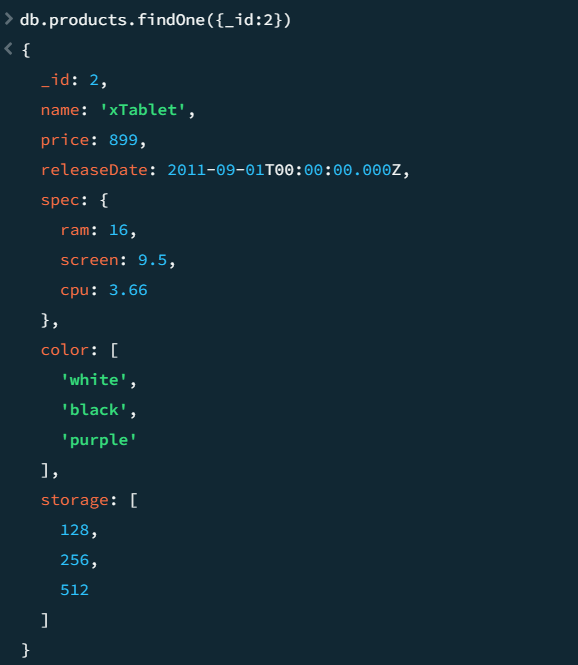 > db.products.findOne({_id:2})
< {
    _id: 2,
    name: 'xTablet',
    price: 899,
    releaseDate: 2011-09-01T00:00:00.000Z,
    spec: {
      ram: 16,
      screen: 9.5,
      cpu: 3.66
    },
    color: [
      'white',
      'black',
      'purple'
    ],
    storage: [
      128,
      256,
      512
    ]
  }